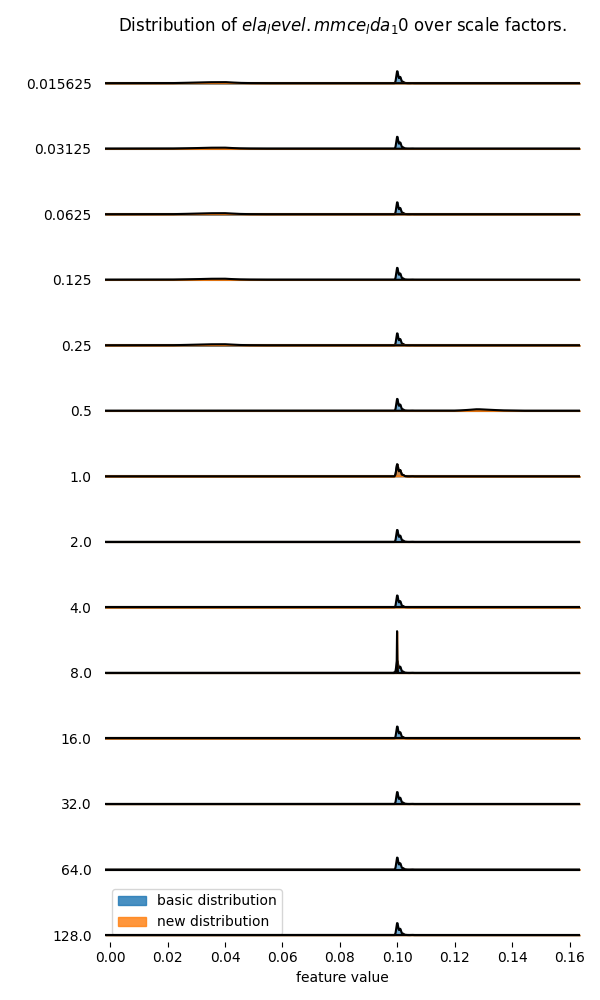 Distribution of ela_level.mmce_lda_10 over scale factors.
0.015625
0.03125
0.0625
0.125
0.25
0.5
1.0
2.0
4.0
8.0
16.0
32.0
64.0
basic distribution
new distribution
128.0
0.00 0.02 0.04 0.06 0.08 0.10 0.12 0.14 0.16
feature value